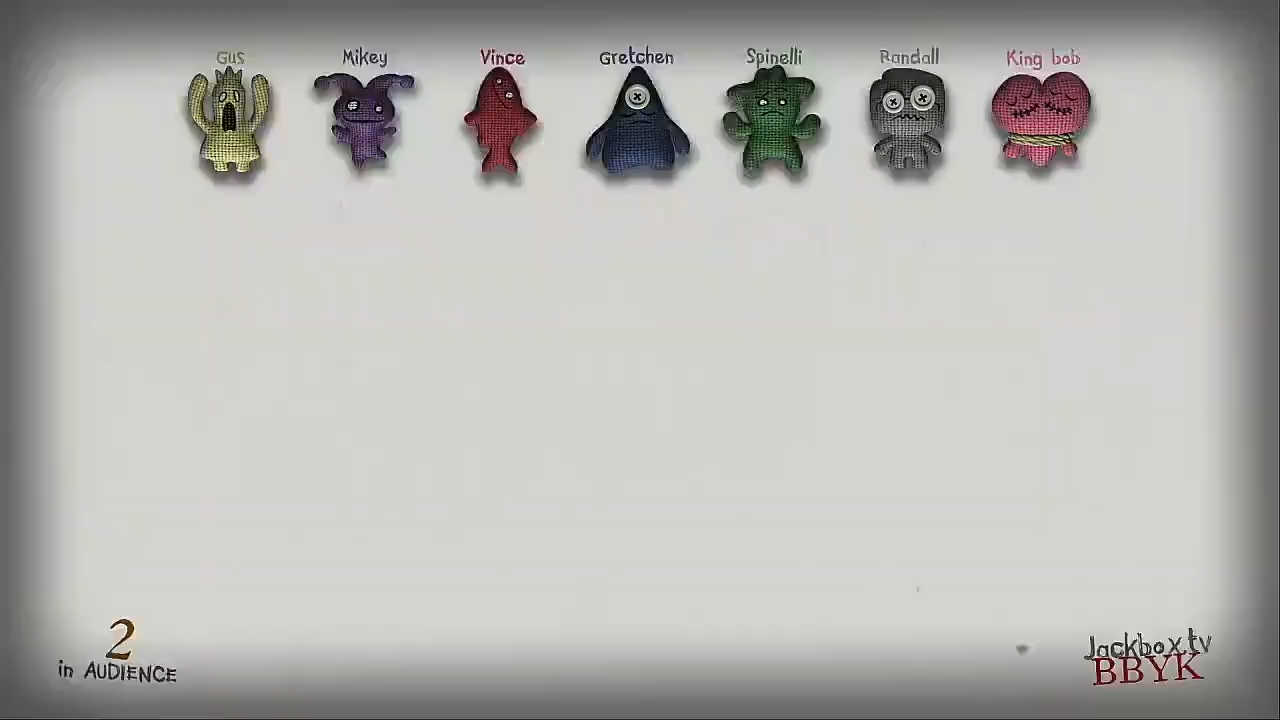 Gus Mikey Vince Gretchen Spinelli Randall King bob
2
in AUDIENCE
Jackbox.tv
BBYK